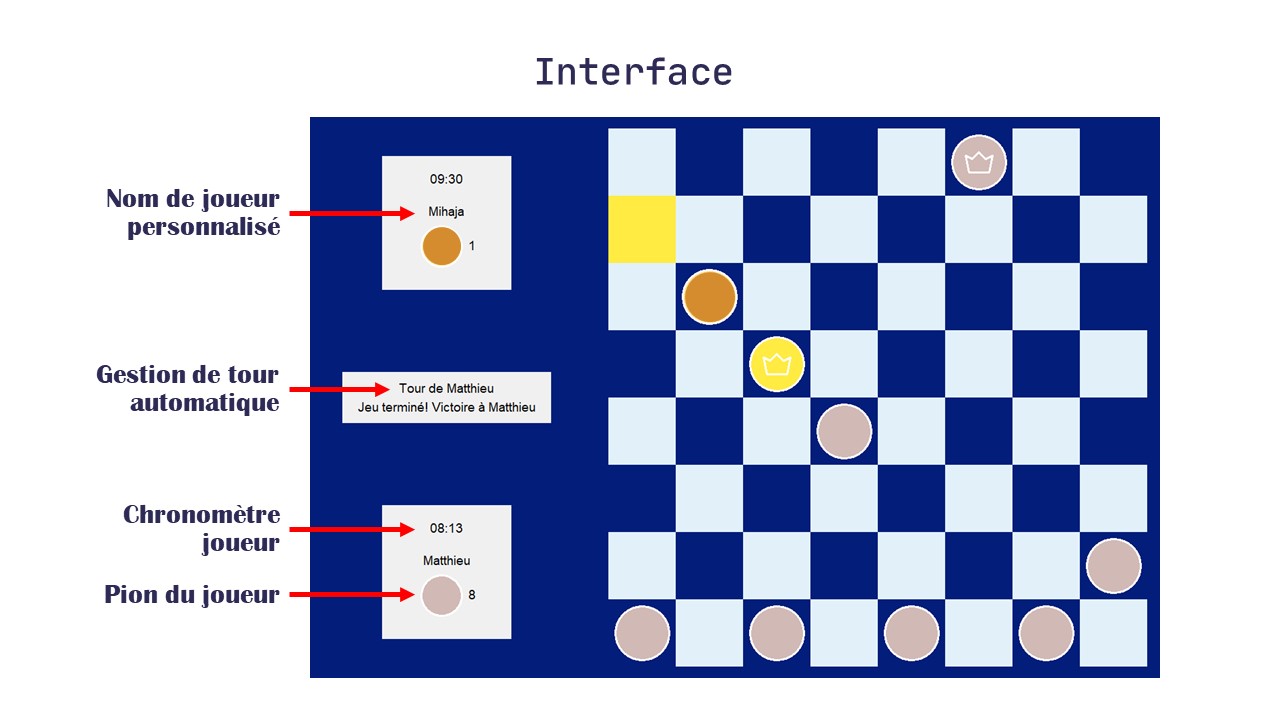 Interface
Nom de joueur
personnalisé
09:30
Mihaja
1
Gestion de tour
automatique
Tour de Matthieu
Jeu terminé! Victoire à Matthieu
Chronomètre
joueur
08:13
Matthieu
Pion du joueur
8